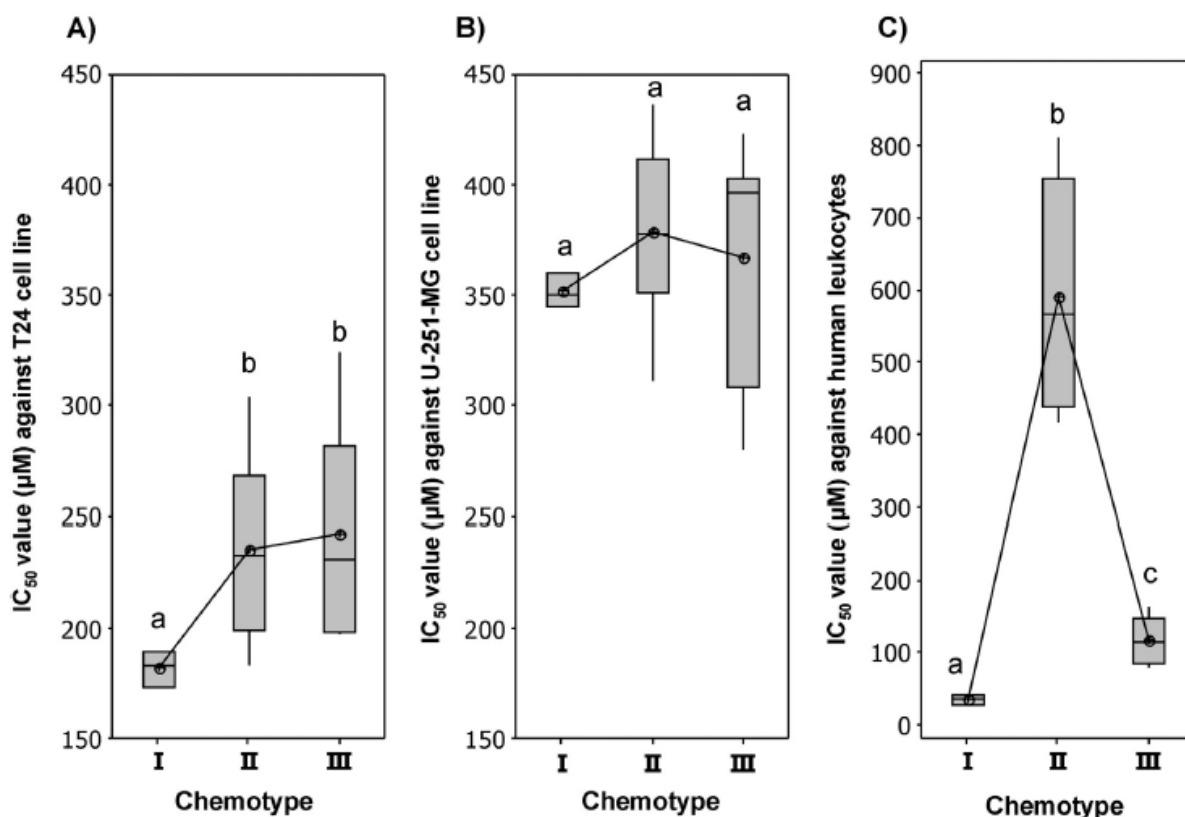 A)
IC50 value (µM) against T24 cell line
450
400
350
300
250
200
150
a
b
b
I
II
III
Chemotype
B)
IC50 value (µM) against U-251-MG cell line
450
400
350
300
250
200
150
a
a
a
I
II
III
Chemotype
C)
IC50 value (µM) against human leukocytes
900
800
700
600
500
400
300
200
100
0
a
b
c
I
II
III
Chemotype